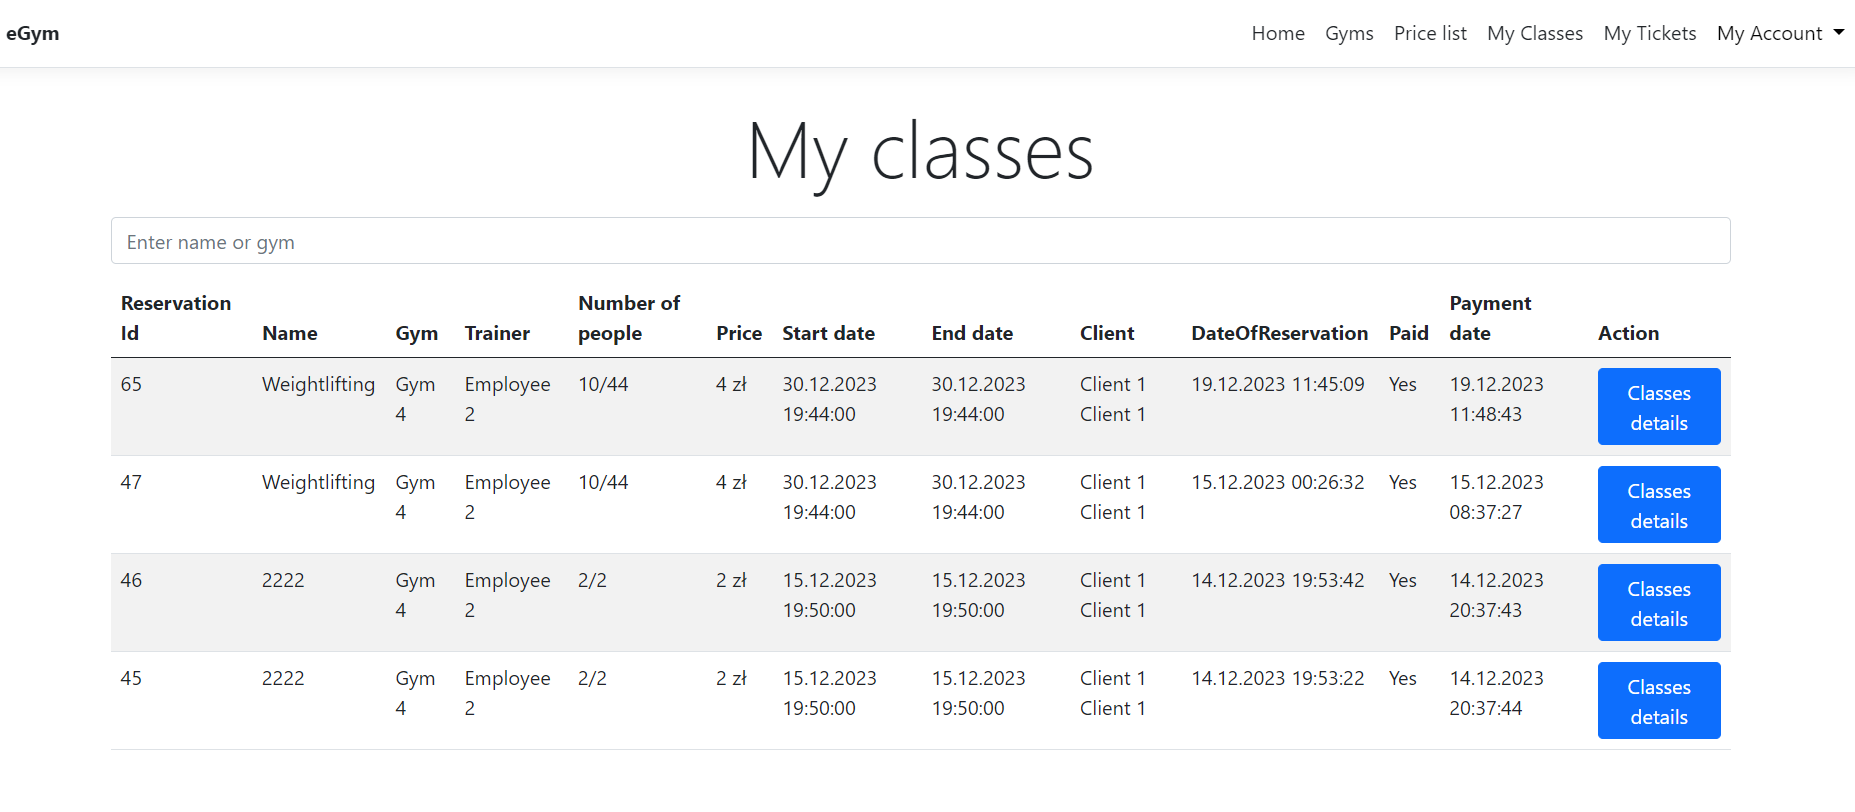 eGym Home Gyms Price list My Classes My Tickets My Account
My classes
Enter name or gym
Reservation Number of Payment
Id Name Gym Trainer people Price Start date End date Client DateOfReservation Paid date Action
65 Weightlifting Gym Employee 10/44 4 zł 30.12.2023 30.12.2023 Client 1 19.12.2023 11:45:09 Yes 19.12.2023 Classes
4 2 19:44:00 19:44:00 Client 1 11:48:43 details
47 Weightlifting Gym Employee 10/44 4 zł 30.12.2023 30.12.2023 Client 1 15.12.2023 00:26:32 Yes 15.12.2023 Classes
4 2 19:44:00 19:44:00 Client 1 08:37:27 details
46 2222 Gym Employee 2/2 2 zł 15.12.2023 15.12.2023 Client 1 14.12.2023 19:53:42 Yes 14.12.2023 Classes
4 2 19:50:00 19:50:00 Client 1 20:37:43 details
45 2222 Gym Employee 2/2 2 zł 15.12.2023 15.12.2023 Client 1 14.12.2023 19:53:22 Yes 14.12.2023 Classes
4 2 19:50:00 19:50:00 Client 1 20:37:44 details